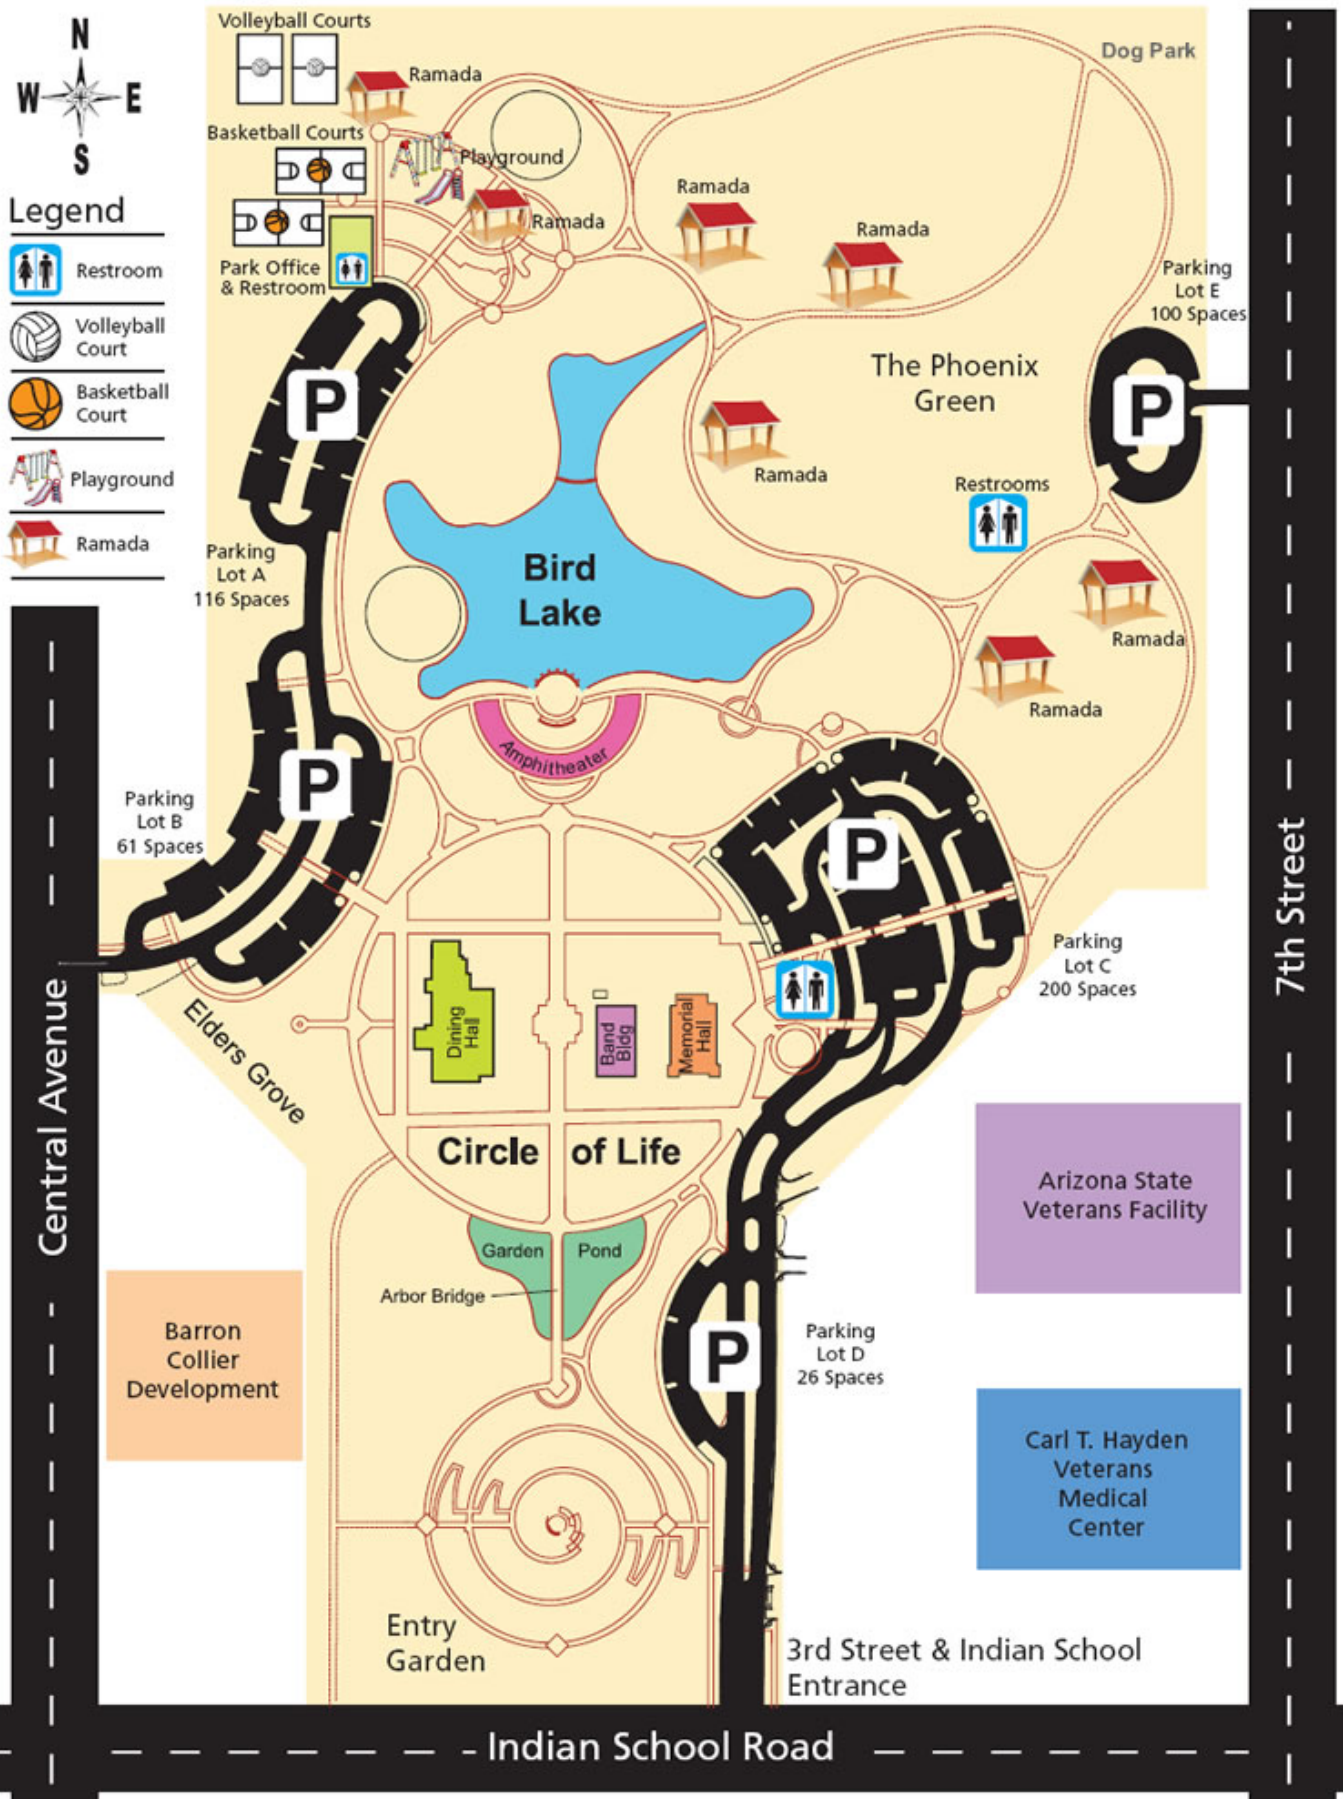 Volleyball Courts
N
W
E
S
Ramada
Dog Park
Basketball Courts
Playground
Ramada
Ramada
Ramada
Legend
Restroom
Volleyball
Court
Basketball
Court
Playground
Ramada
Park Office
& Restroom
Parking
Lot E
100 Spaces
P
P
The Phoenix
Green
Ramada
Restrooms
Parking
Lot A
116 Spaces
Bird
Lake
Ramada
Ramada
Amphitheater
P
Parking
Lot B
61 Spaces
P
7th Street
Parking
Lot C
200 Spaces
Central Avenue
Elders Grove
Dining
Hall
Band
Bldg
Memorial
Hall
Circle of Life
Arizona State
Veterans Facility
Garden Pond
Arbor Bridge
Barron
Collier
Development
P
Parking
Lot D
26 Spaces
Carl T. Hayden
Veterans
Medical
Center
Entry
Garden
3rd Street & Indian School
Entrance
Indian School Road